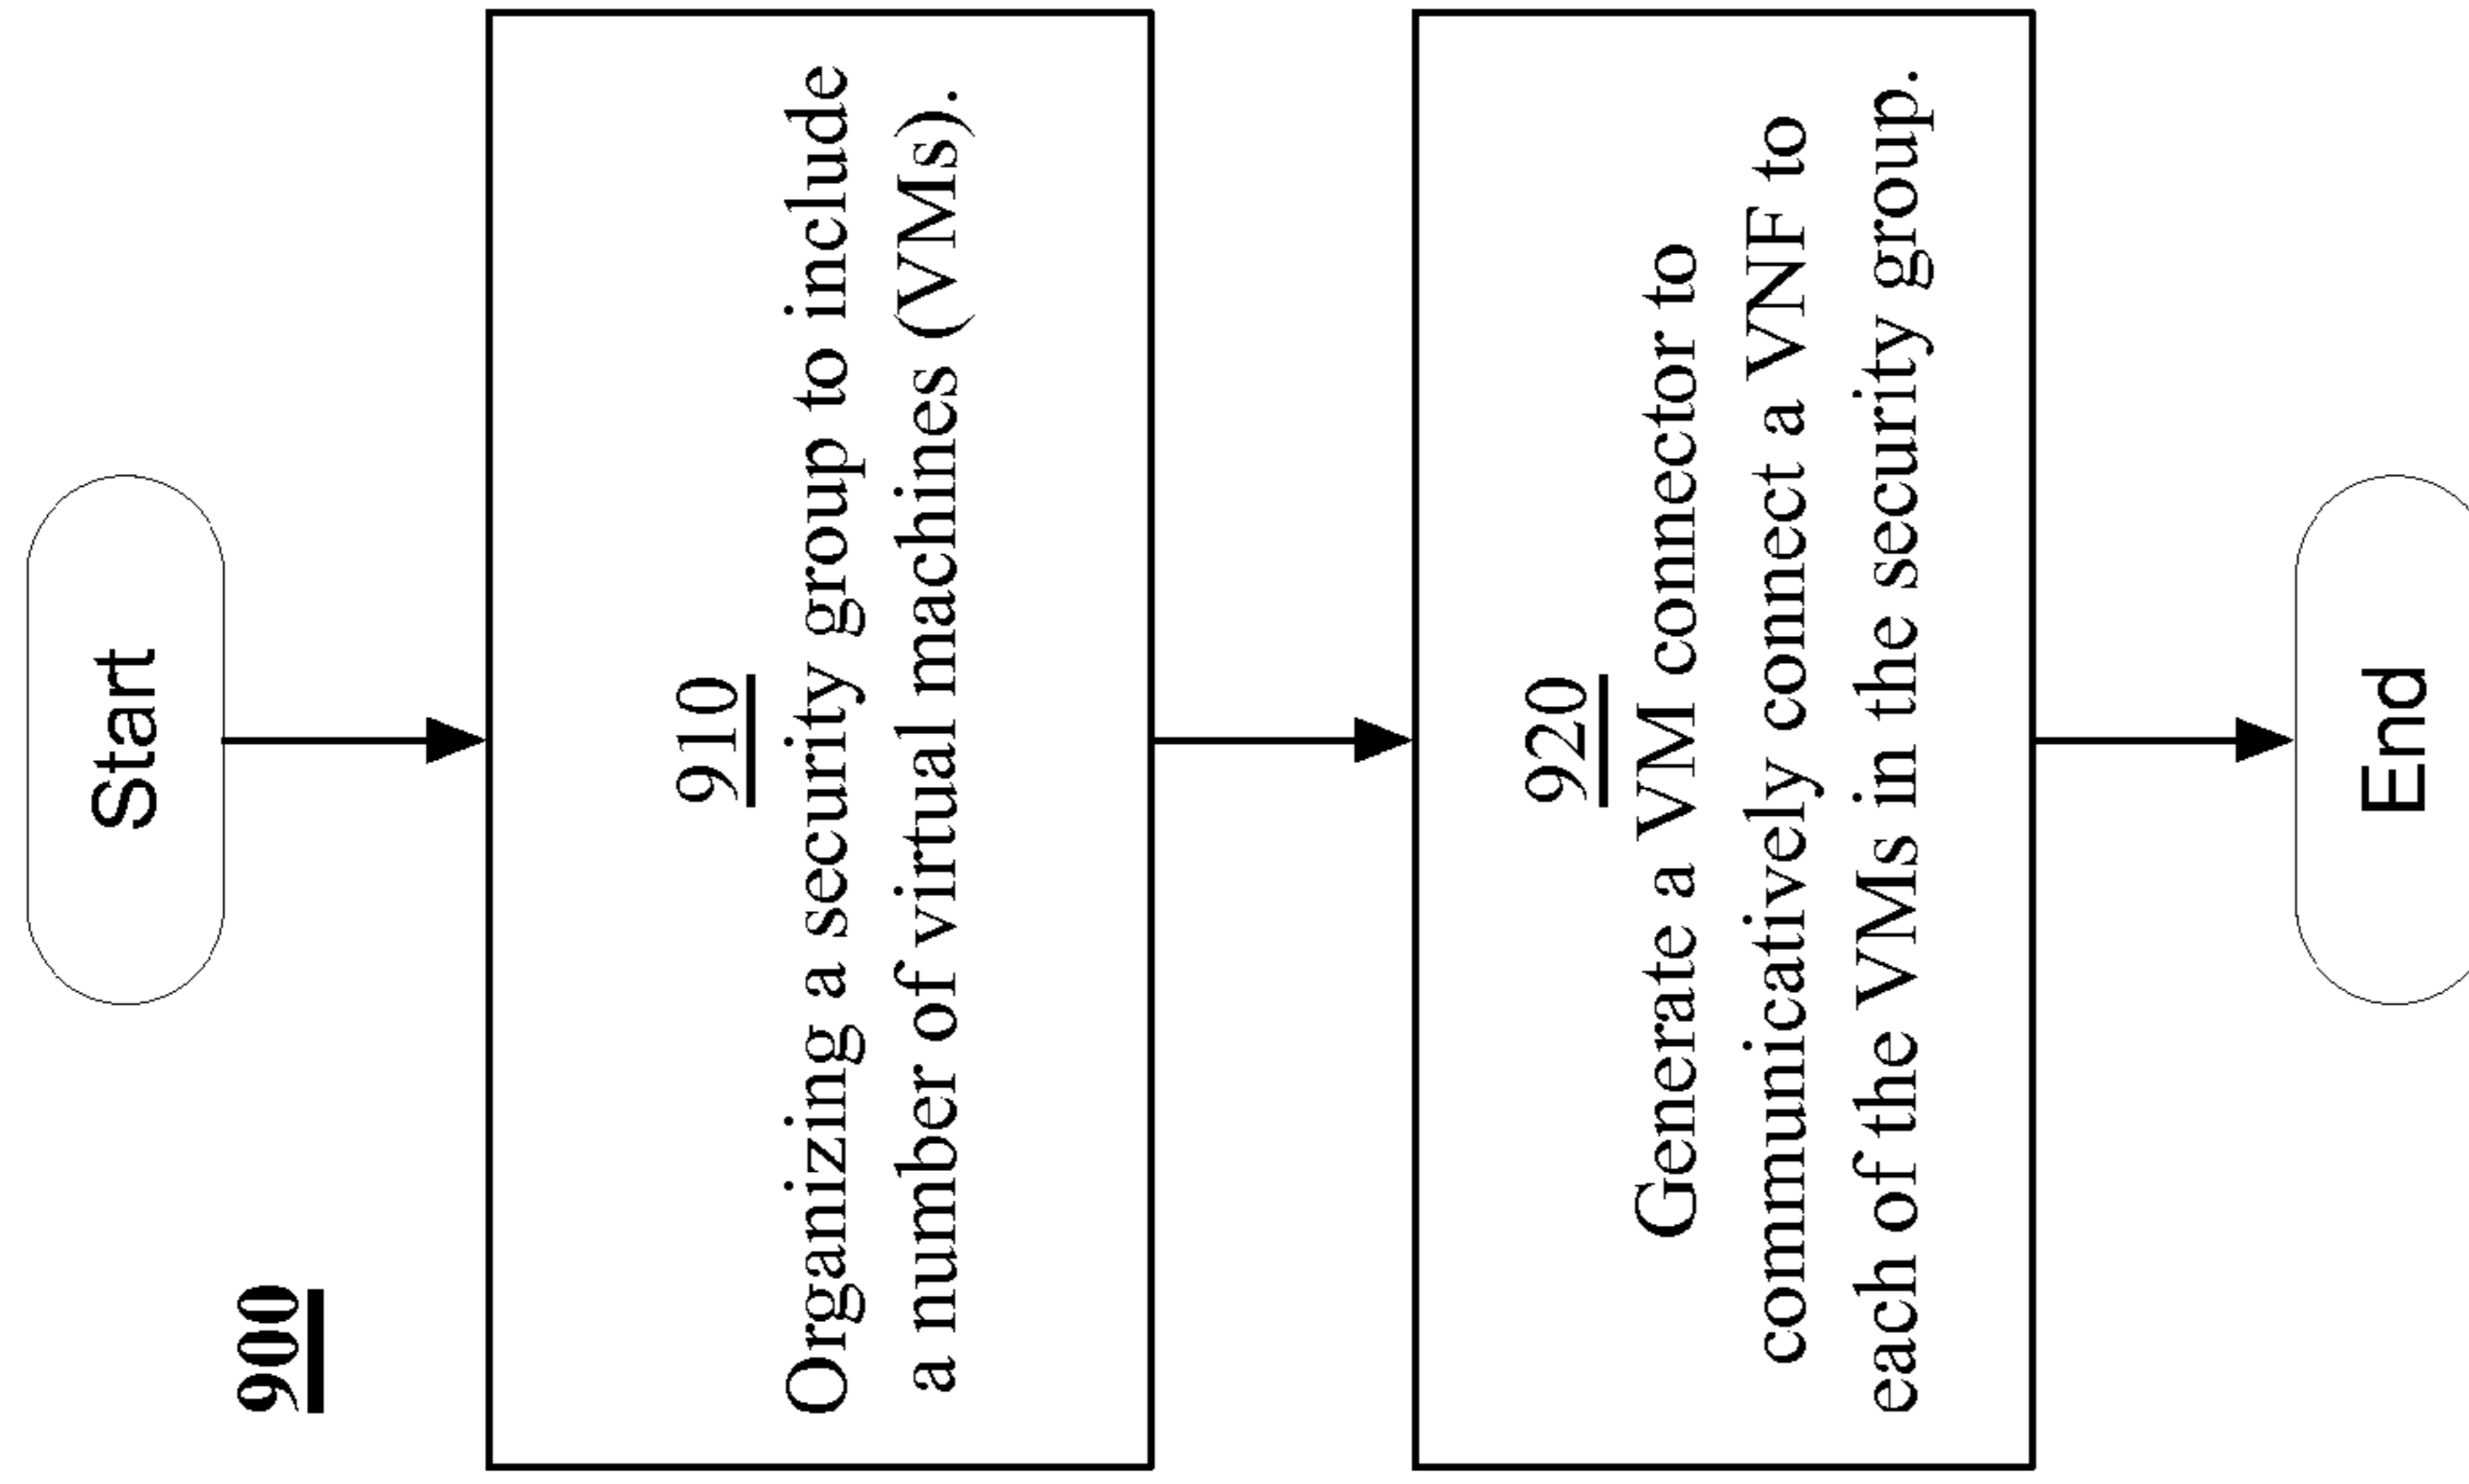 900
Start
910
Organizing a security group to include
a number of virtual machines (VMs).
920
Generate a VM connector to
communicatively connect a VNF to
each of the VMs in the security group.
End